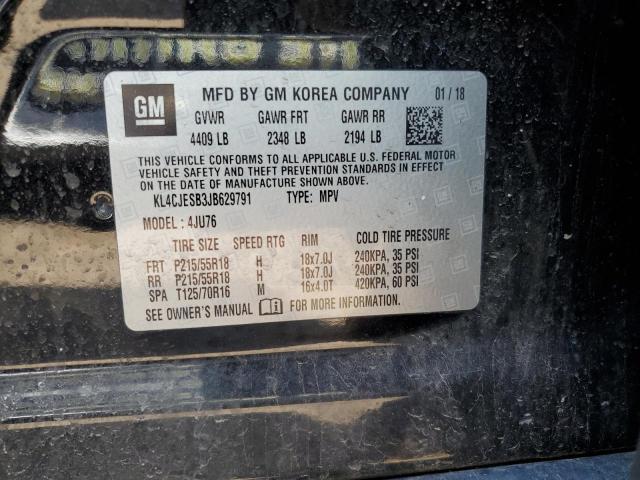 GM MFD BY GM KOREA COMPANY 01 / 18
GVWR GAWR FRT GAWR RR
4409 LB 2348 LB 2194 LB
THIS VEHICLE CONFORMS TO ALL APPLICABLE U.S. FEDERAL MOTOR
VEHICLE SAFETY AND THEFT PREVENTION STANDARDS IN EFFECT ON
THE DATE OF MANUFACTURE SHOWN ABOVE.
KL4CJESB3JB629791 TYPE: MPV
MODEL: 4JU76
TIRE SIZE SPEED RTG RIM COLD TIRE PRESSURE
FRT P215/55R18 H 18x7.0J 240KPA, 35 PSI
RR P215/55R18 H 18x7.0J 240KPA, 35 PSI
SPA T125/70R16 M 16x4.0T 420KPA, 60 PSI
SEE OWNER'S MANUAL FOR MORE INFORMATION.